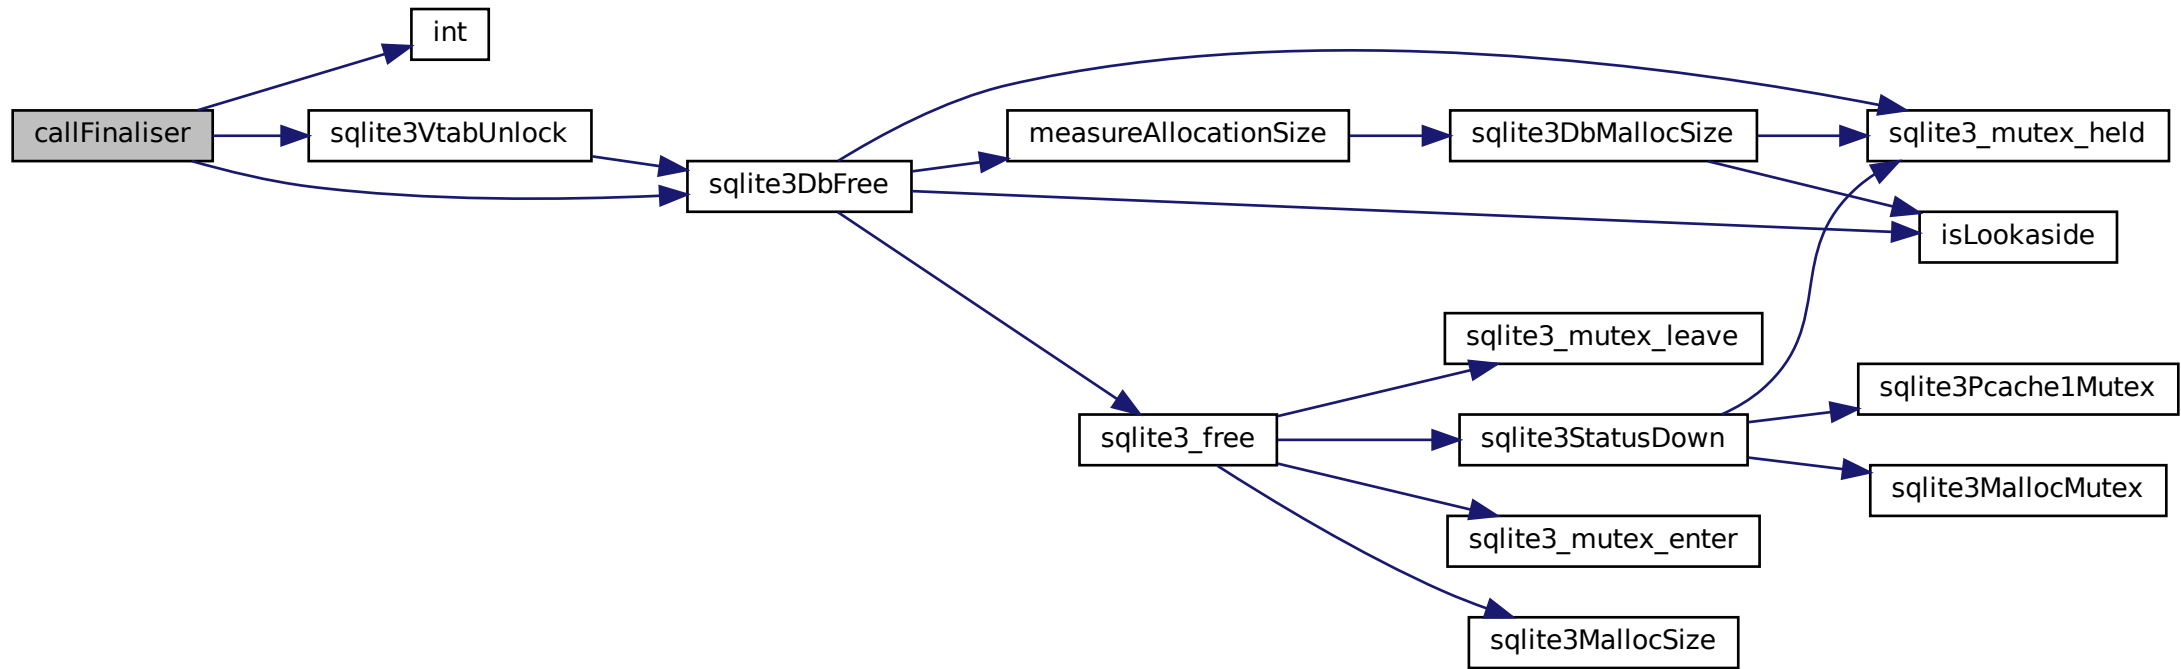 int
callFinaliser
sqlite3VtabUnlock
sqlite3DbFree
measureAllocationSize
sqlite3DbMallocSize
sqlite3_mutex_held
isLookaside
sqlite3_mutex_leave
sqlite3Pcache1Mutex
sqlite3_free
sqlite3StatusDown
sqlite3MallocMutex
sqlite3_mutex_enter
sqlite3MallocSize